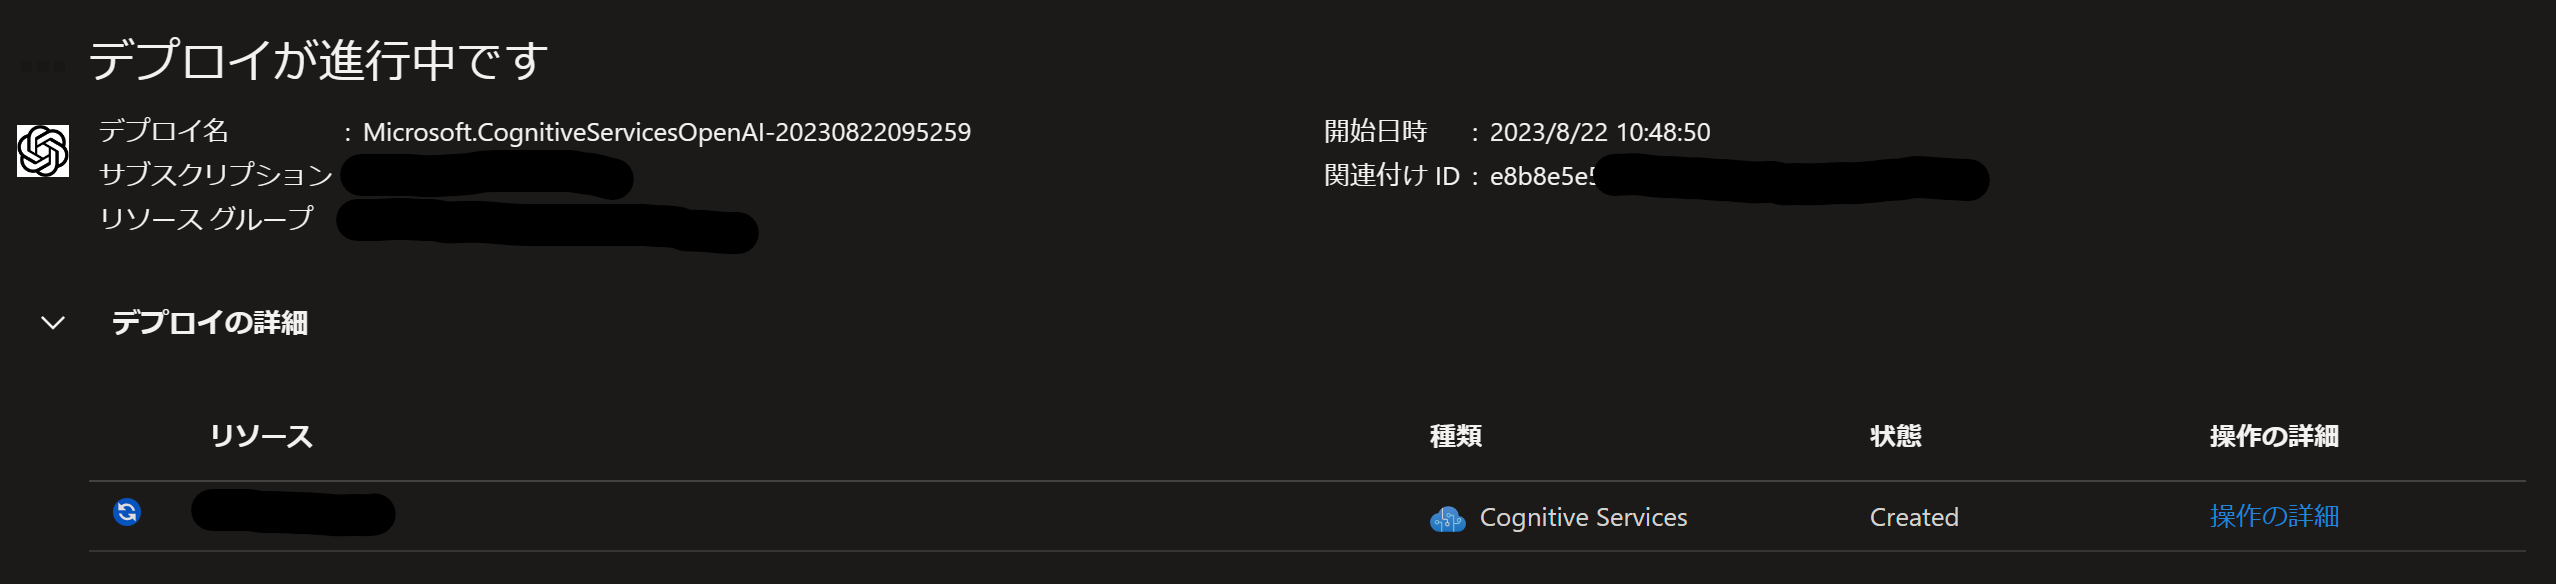 デプロイが進行中です
デプロイ名 : Microsoft.CognitiveServicesOpenAI-20230822095259
サブスクリプション
リソース グループ
開始日時 : 2023/8/22 10:48:50
関連付け ID : e8b8e5e5
デプロイの詳細
リソース 種類 状態 操作の詳細
Cognitive Services Created 操作の詳細